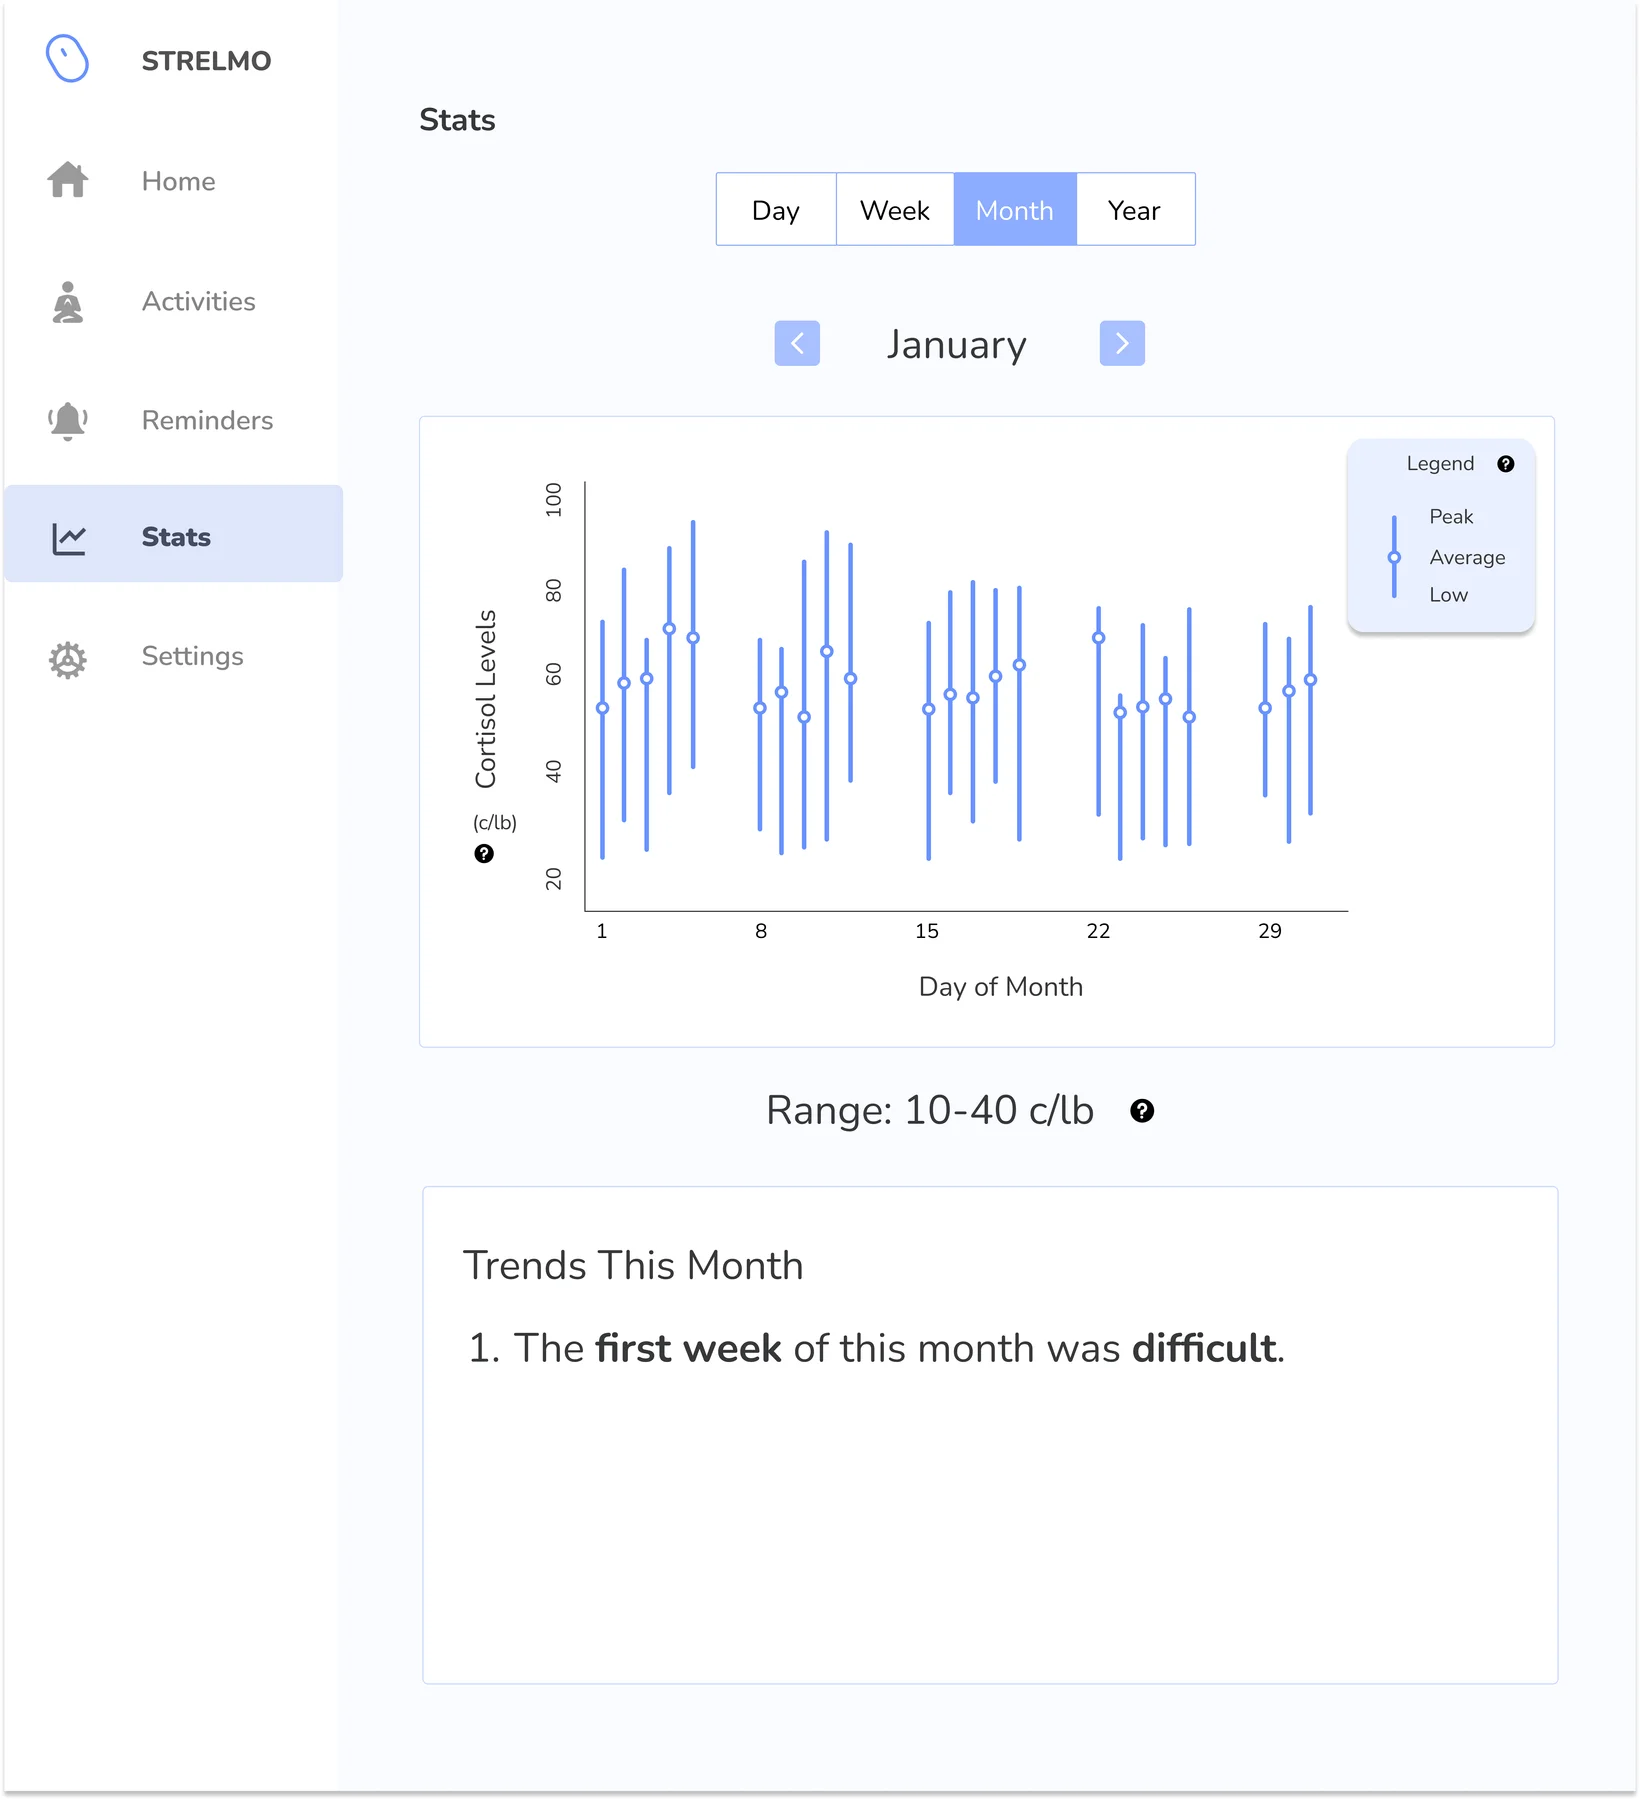 STRELMO
Home
Activities
Reminders
Stats
Settings
Stats
Day
Week
Month
Year
January
Legend
Peak
Average
Low
Cortisol Levels
(c/lb)
100
80
60
40
20
1
8
15
22
29
Day of Month
Range: 10-40 c/lb
Trends This Month
1. The first week of this month was difficult.